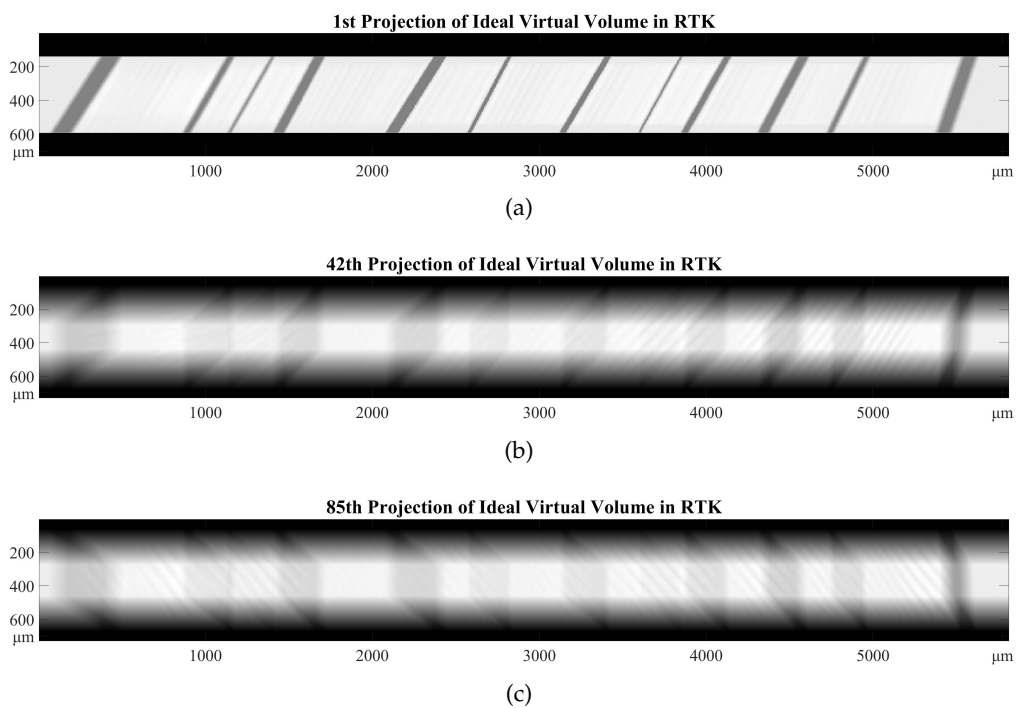 1st Projection of Ideal Virtual Volume in RTK
200
400
600
μm
1000 2000 3000 4000 5000 μm
(a)
42th Projection of Ideal Virtual Volume in RTK
200
400
600
μm
1000 2000 3000 4000 5000 μm
(b)
85th Projection of Ideal Virtual Volume in RTK
200
400
600
μm
1000 2000 3000 4000 5000 μm
(c)